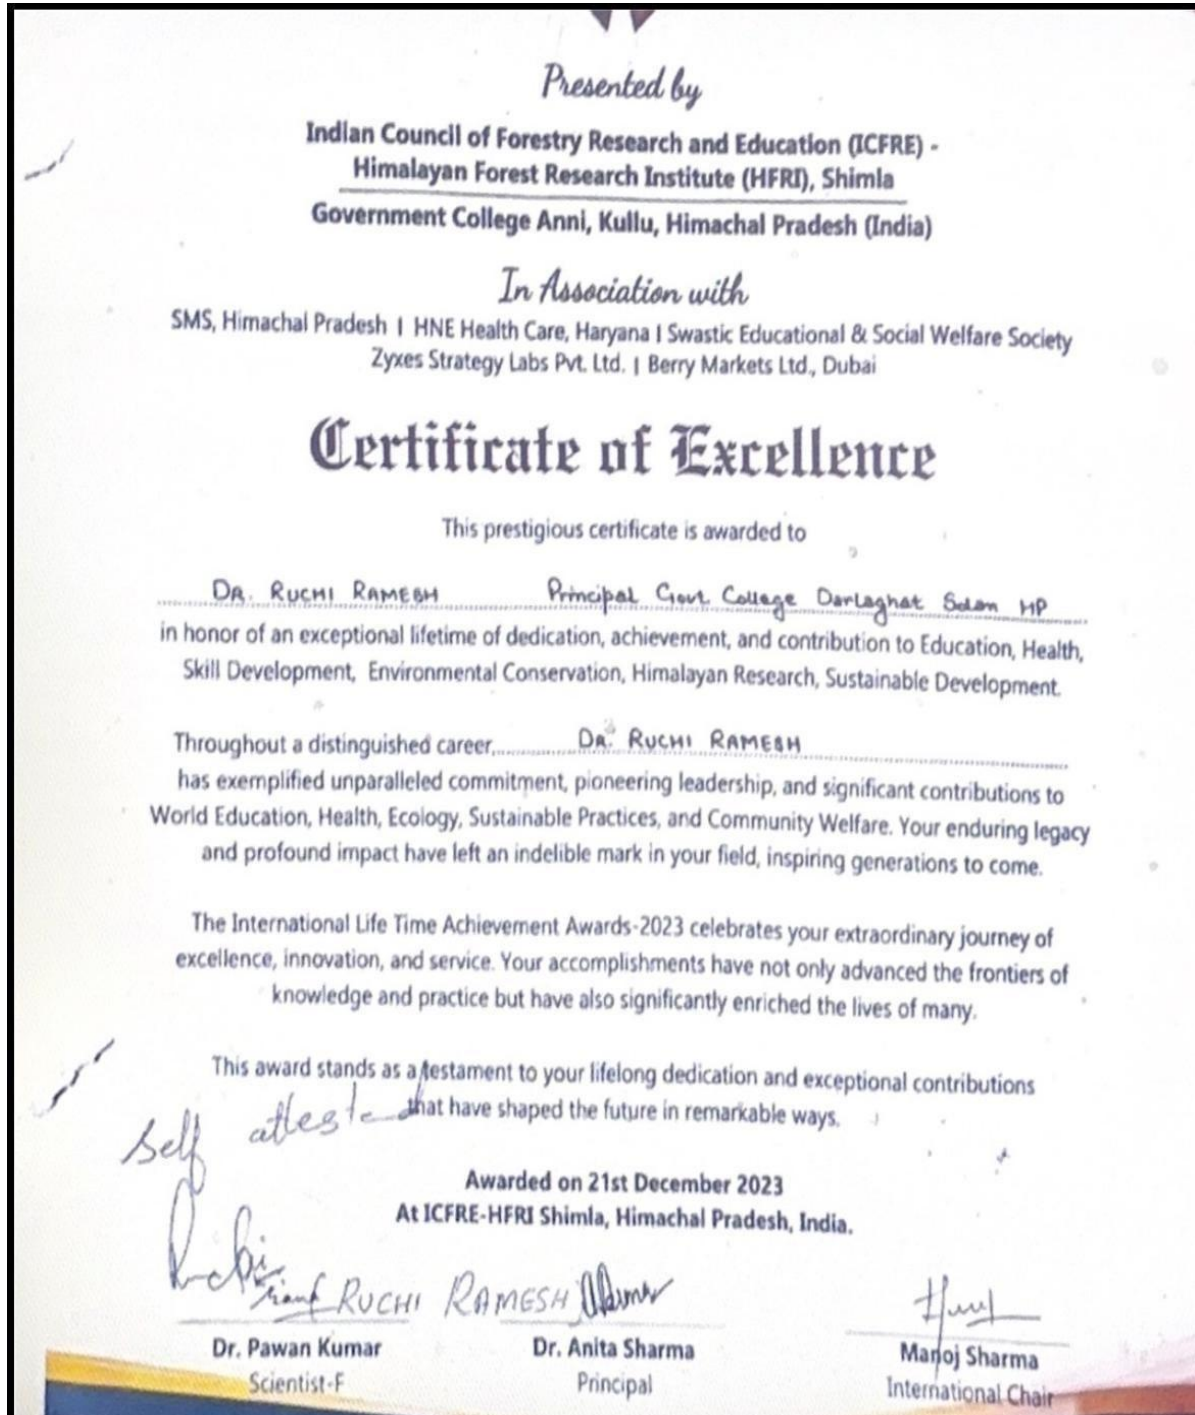 Presented by
Indian Council of Forestry Research and Education (ICFRE) -
Himalayan Forest Research Institute (HFRI), Shimla
Government College Anni, Kullu, Himachal Pradesh (India)
In Association with
SMS, Himachal Pradesh I HNE Health Care, Haryana I Swastic Educational & Social Welfare Society
Zyxes Strategy Labs Pvt. Ltd. I Berry Markets Ltd., Dubai
Certificate of Excellence
This prestigious certificate is awarded to
DR. RUCHI RAMESH Principal Govt College Darlaghat Solan HP
in honor of an exceptional lifetime of dedication, achievement, and contribution to Education, Health,
Skill Development, Environmental Conservation, Himalayan Research, Sustainable Development.
Throughout a distinguished career, DR. RUCHI RAMESH
has exemplified unparalleled commitment, pioneering leadership, and significant contributions to
World Education, Health, Ecology, Sustainable Practices, and Community Welfare. Your enduring legacy
and profound impact have left an indelible mark in your field, inspiring generations to come.
The International Life Time Achievement Awards-2023 celebrates your extraordinary journey of
excellence, innovation, and service. Your accomplishments have not only advanced the frontiers of
knowledge and practice but have also significantly enriched the lives of many.
This award stands as a testament to your lifelong dedication and exceptional contributions
that have shaped the future in remarkable ways.
Self attested
Awarded on 21st December 2023
At ICFRE-HFRI Shimla, Himachal Pradesh, India.
RUCHI RAMESH
Dr. Pawan Kumar Dr. Anita Sharma Manoj Sharma
Scientist-F Principal International Chair